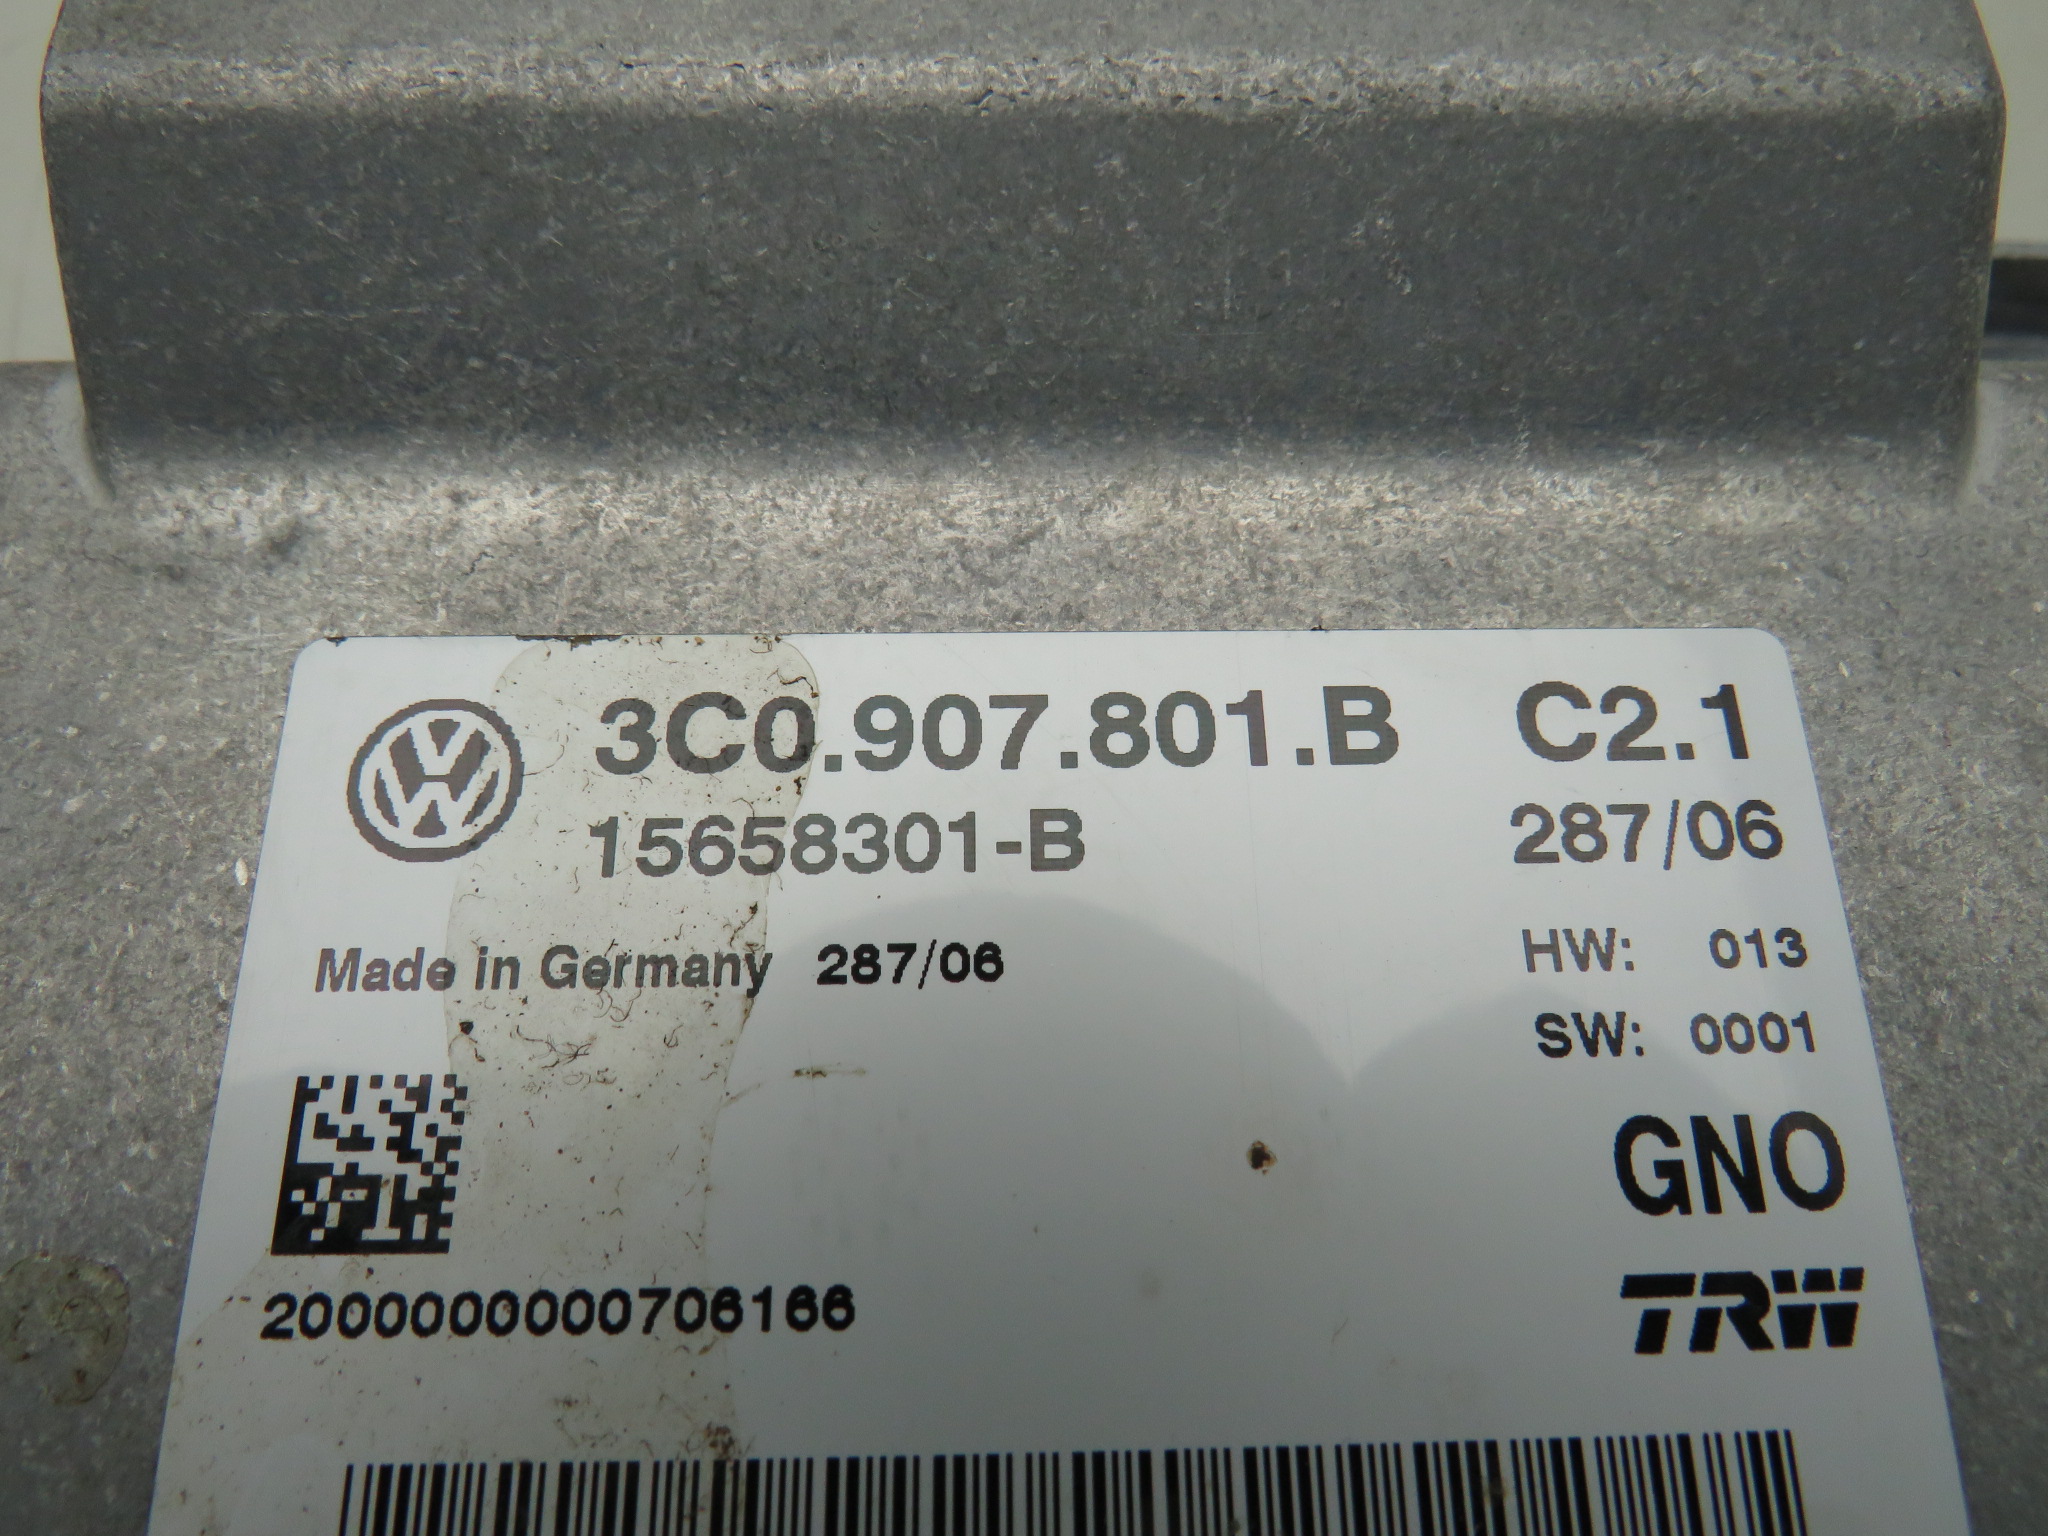 3C0.907.801.B C2.1
15658301-B 287/06
Made in Germany 287/06
HW: 013
SW: 0001
GNO
TRW
2000000000706166